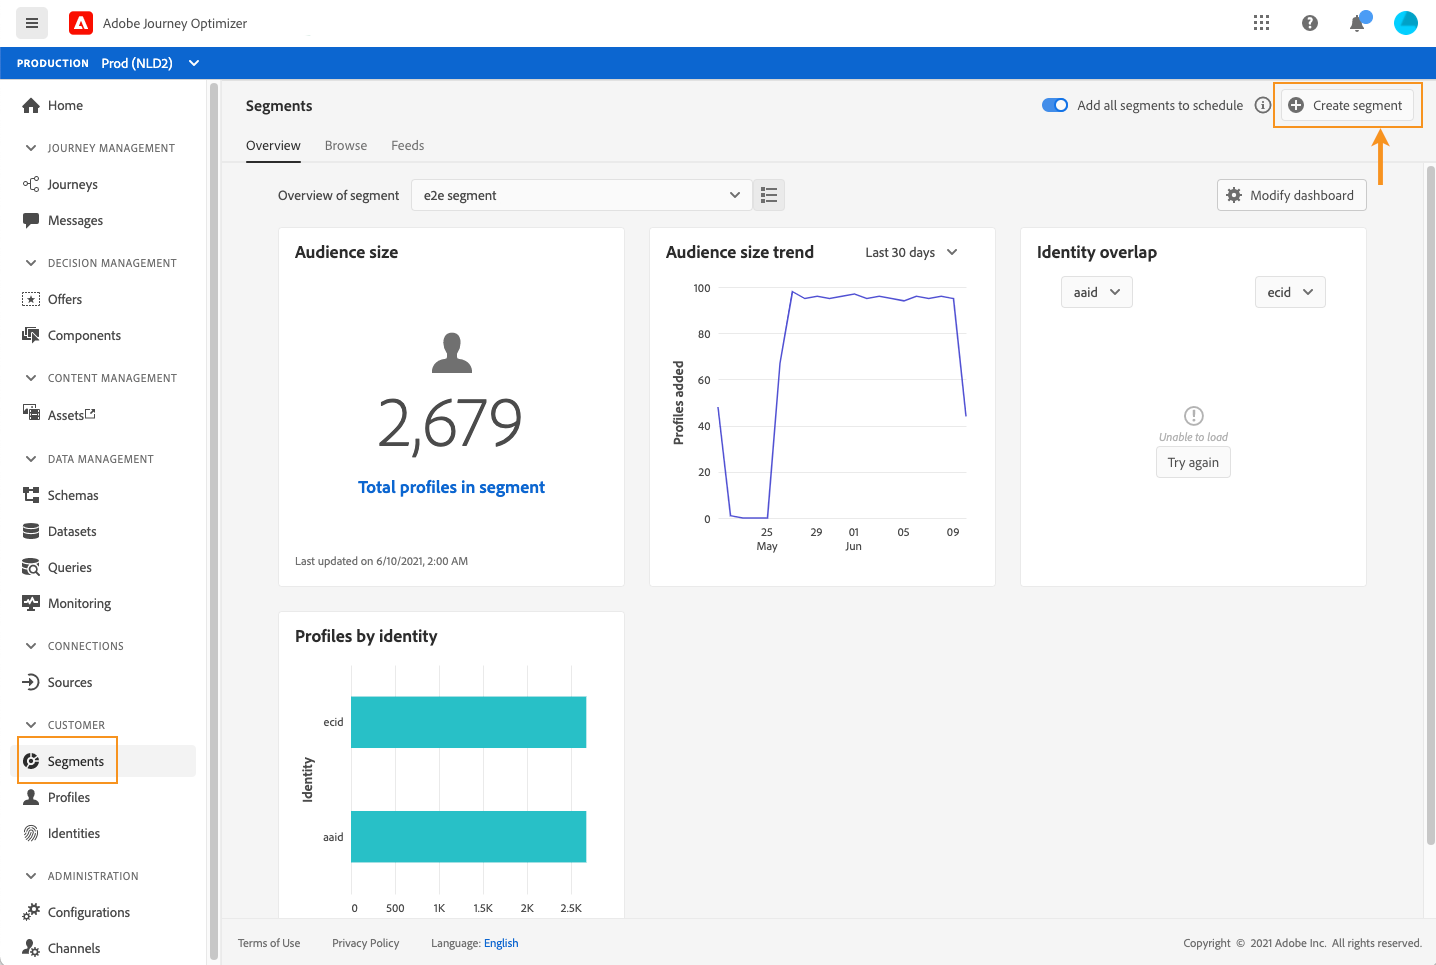 Adobe Journey Optimizer
PRODUCTION Prod (NLD2)
Home
JOURNEY MANAGEMENT
Journeys
Messages
DECISION MANAGEMENT
Offers
Components
CONTENT MANAGEMENT
Assets
DATA MANAGEMENT
Schemas
Datasets
Queries
Monitoring
CONNECTIONS
Sources
CUSTOMER
Segments
Profiles
Identities
ADMINISTRATION
Configurations
Channels
Segments
Add all segments to schedule
Create segment
Overview Browse Feeds
Overview of segment e2e segment
Modify dashboard
Audience size
2,679
Total profiles in segment
Last updated on 6/10/2021, 2:00 AM
Audience size trend Last 30 days
Profiles added
100
80
60
40
20
0
25 29 01 05 09
May Jun
Identity overlap
aaid ecid
Unable to load
Try again
Profiles by identity
Identity
ecid
aaid
0 500 1K 1.5K 2K 2.5K
Terms of Use Privacy Policy Language: English
Copyright © 2021 Adobe Inc. All rights reserved.